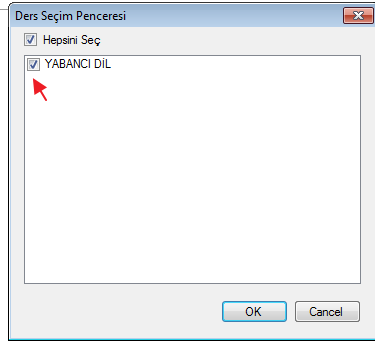 Ders Seçim Penceresi
Hepsini Seç
YABANCI DİL
OK
Cancel